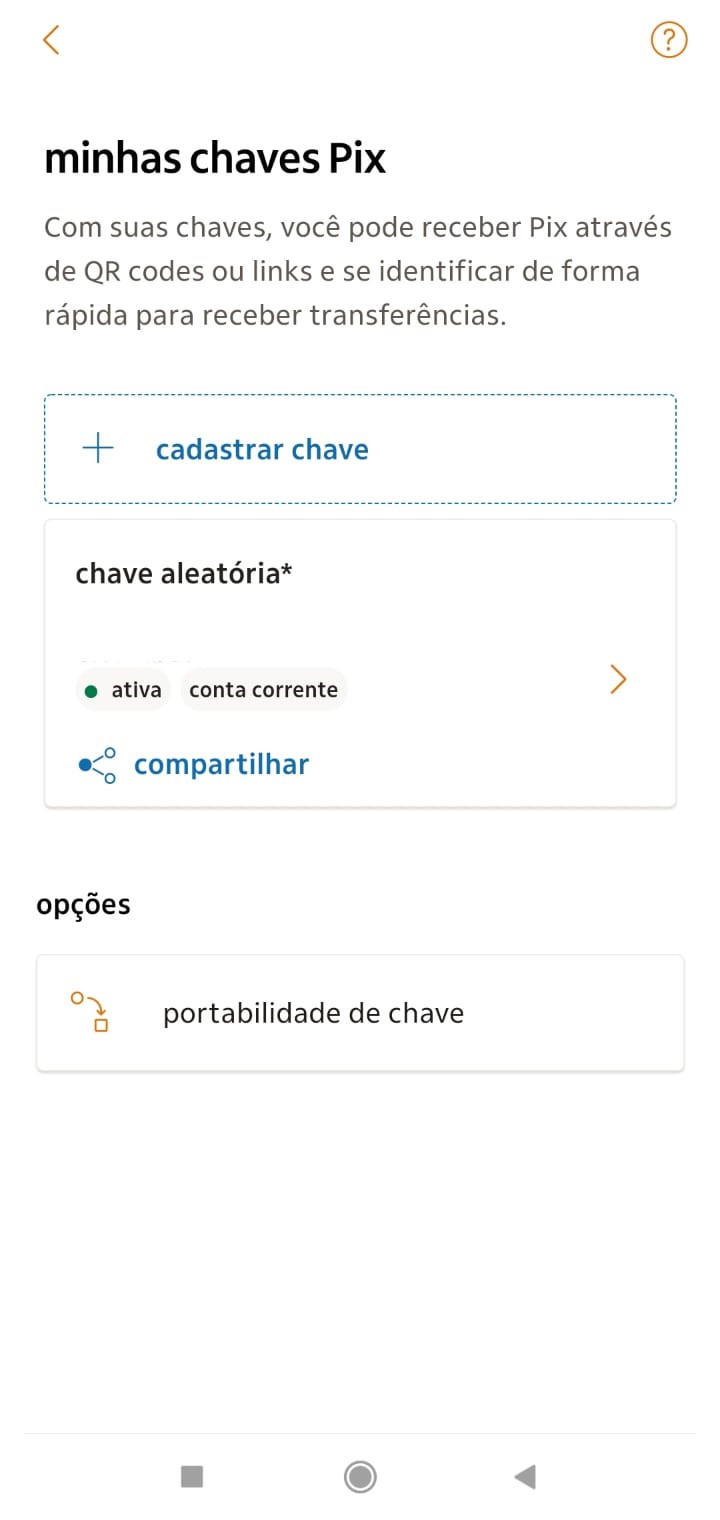 ?
minhas chaves Pix
Com suas chaves, você pode receber Pix através
de QR codes ou links e se identificar de forma
rápida para receber transferências.
cadastrar chave
chave aleatória*
ativa conta corrente
compartilhar
opções
portabilidade de chave